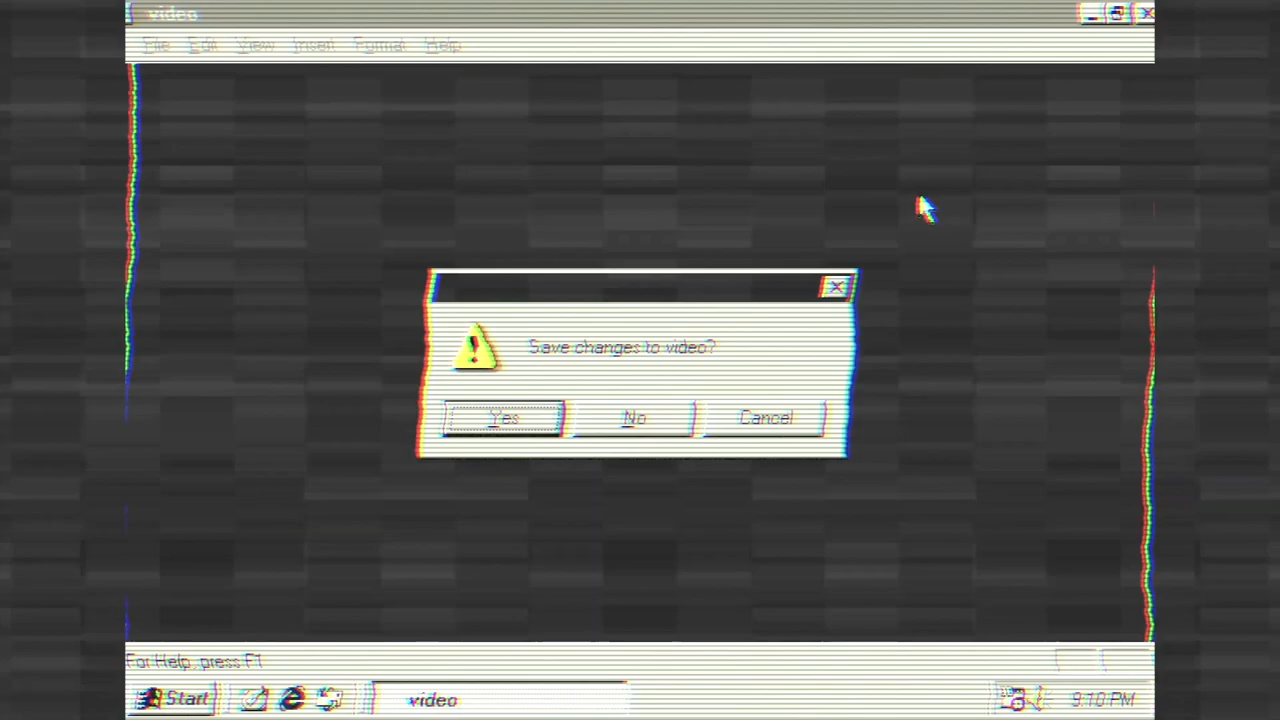 video
File Edit View Insert Format Help
Save changes to video?
Yes No Cancel
For Help, press F1
Start video 9:10 PM